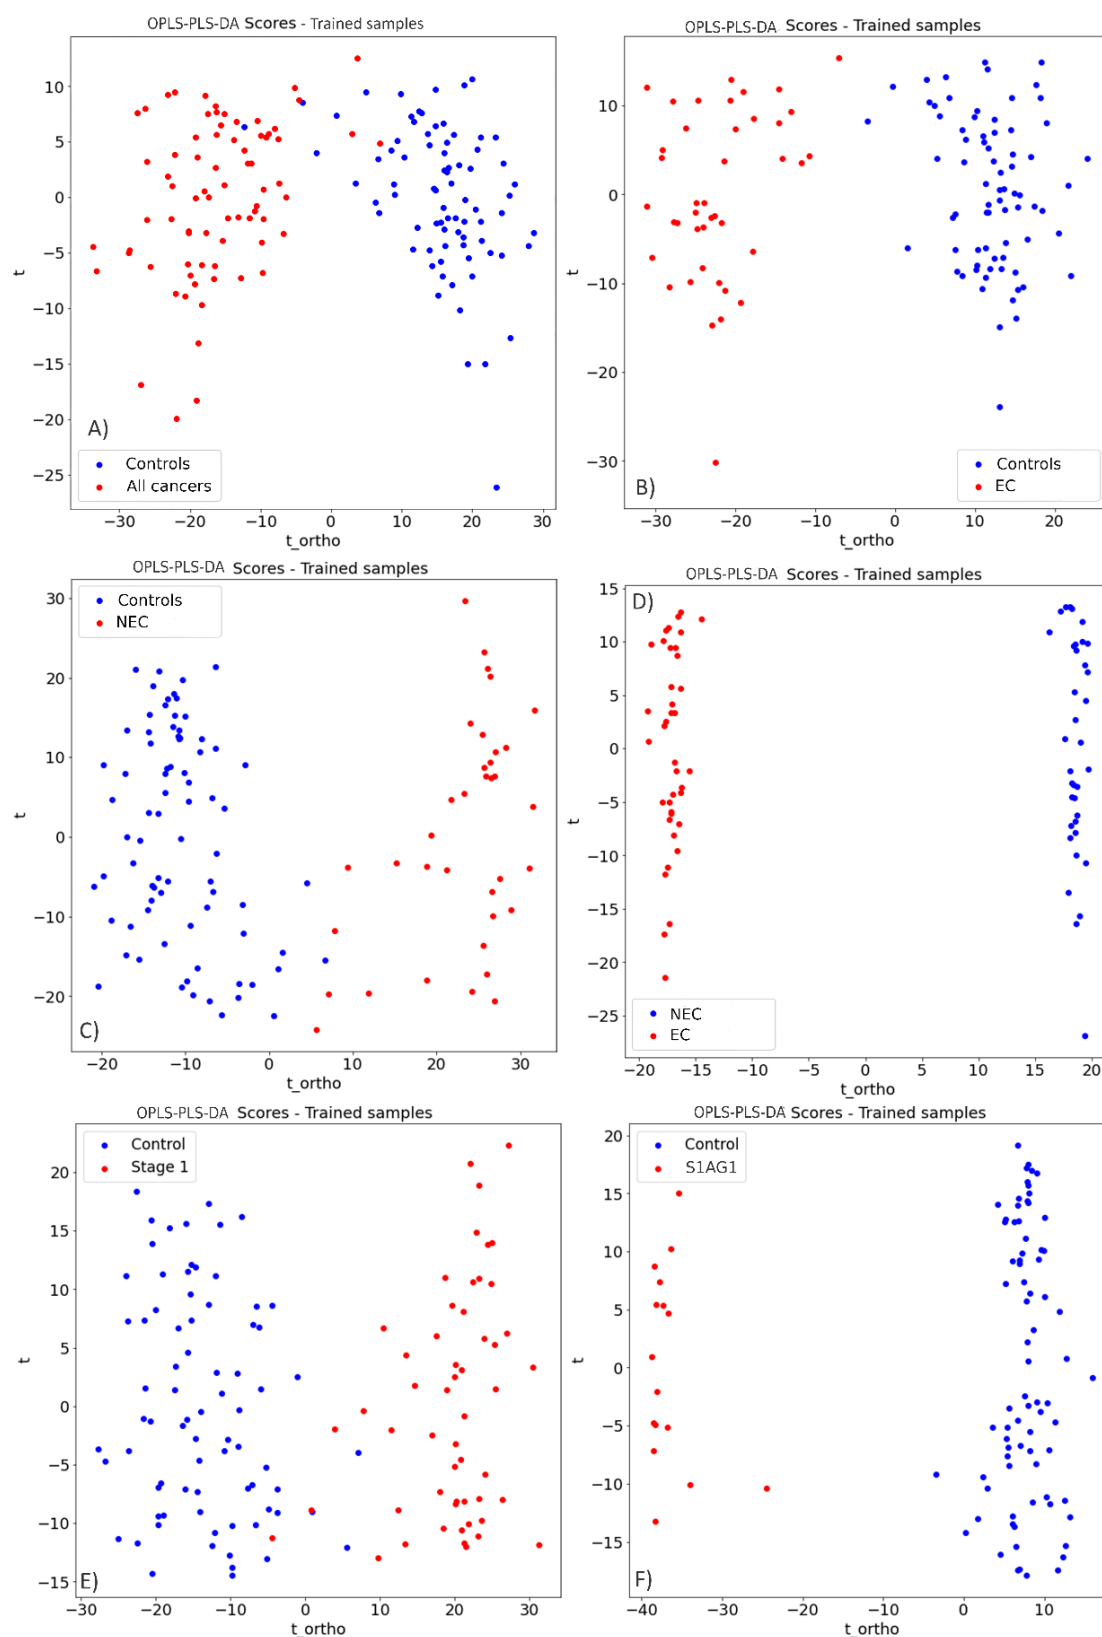 OPLS-PLS-DA Scores - Trained samples
10
5
0
−5
−10
−15
−20
−25
t
A)
Controls
All cancers
−30 −20 −10 0 10 20 30
t_ortho
OPLS-PLS-DA Scores - Trained samples
10
0
−10
−20
−30
t
B)
Controls
EC
−30 −20 −10 0 10 20
t_ortho
OPLS-PLS-DA Scores - Trained samples
30
20
10
0
−10
−20
t
Controls
NEC
C)
−20 −10 0 10 20 30
t_ortho
OPLS-PLS-DA Scores - Trained samples
15
10
5
0
−5
−10
−15
−20
−25
t
D)
NEC
EC
−20 −15 −10 −5 0 5 10 15 20
t_ortho
OPLS-PLS-DA Scores - Trained samples
20
15
10
5
0
−5
−10
−15
t
Control
Stage 1
E)
−30 −20 −10 0 10 20 30
t_ortho
OPLS-PLS-DA Scores - Trained samples
20
15
10
5
0
−5
−10
−15
t
Control
S1AG1
F)
−40 −30 −20 −10 0 10
t_ortho